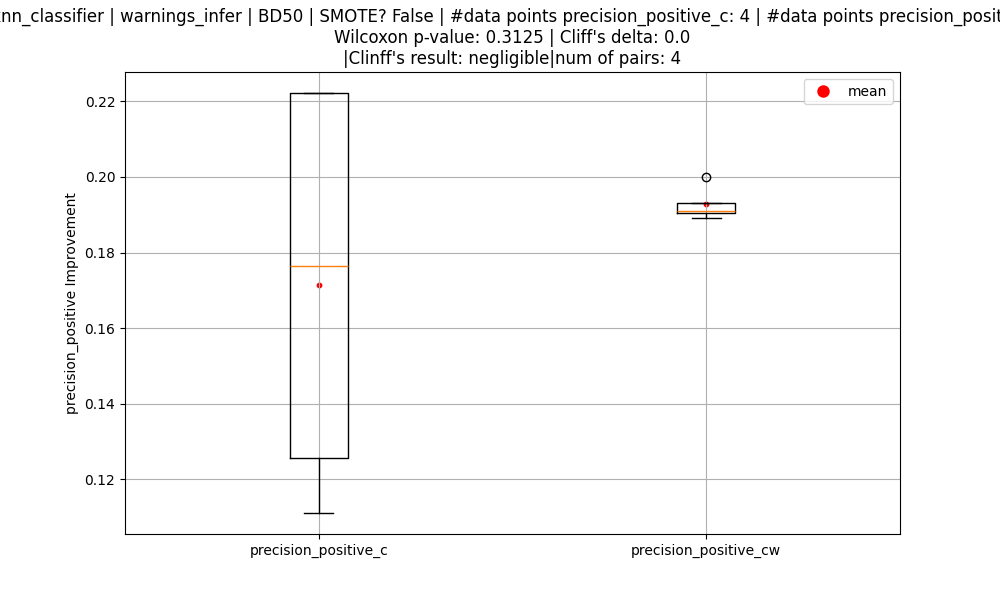 knn_classifier | warnings_infer | BD50 | SMOTE? False | #data points precision_positive_c: 4 | #data points
Wilcoxon p-value: 0.3125 | Cliff's delta: 0.0
|Clinff's result: negligible|num of pairs: 4
mean
precision_positive Improvement
0.22
0.20
0.18
0.16
0.14
0.12
precision_positive_c
precision_positive_cw